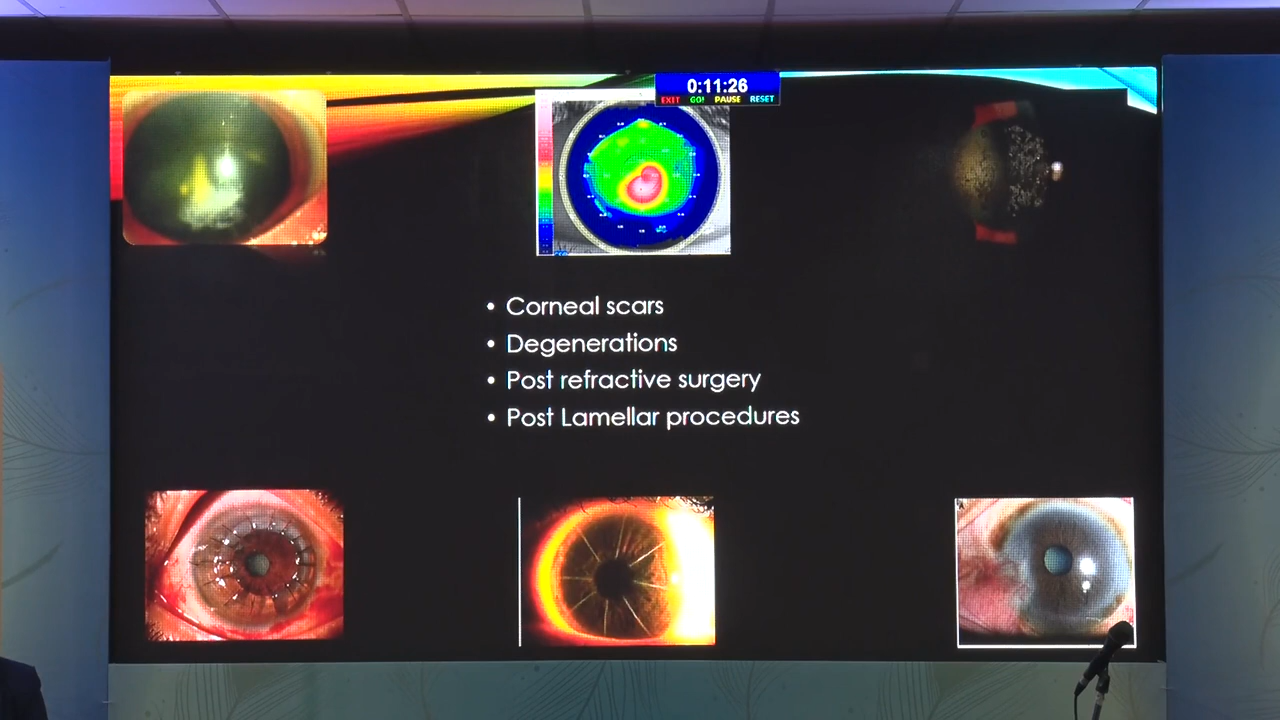 0:11:26
EXIT GO! PAUSE RESET
• Corneal scars
• Degenerations
• Post refractive surgery
• Post Lamellar procedures
A